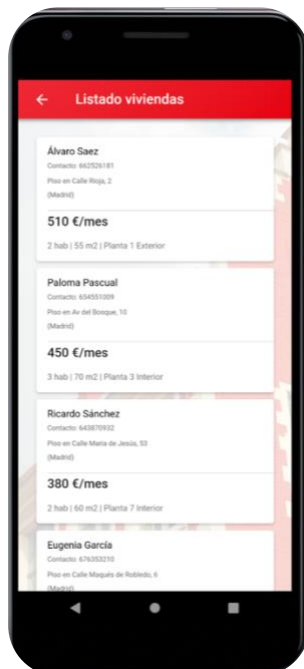 Listado viviendas
Álvaro Saez
Contacto: 662526181
Piso en Calle Rioja, 2
(Madrid)
510 €/mes
2 hab | 55 m2 | Planta 1 Exterior
Paloma Pascual
Contacto: 654551009
Piso en Av del Bosque, 10
(Madrid)
450 €/mes
3 hab | 70 m2 | Planta 3 Interior
Ricardo Sánchez
Contacto: 643870932
Piso en Calle Maria de Jesús, 53
(Madrid)
380 €/mes
2 hab | 60 m2 | Planta 7 Interior
Eugenia García
Contacto: 676353210
Piso en Calle Maqués de Robledo, 6
(Madrid)